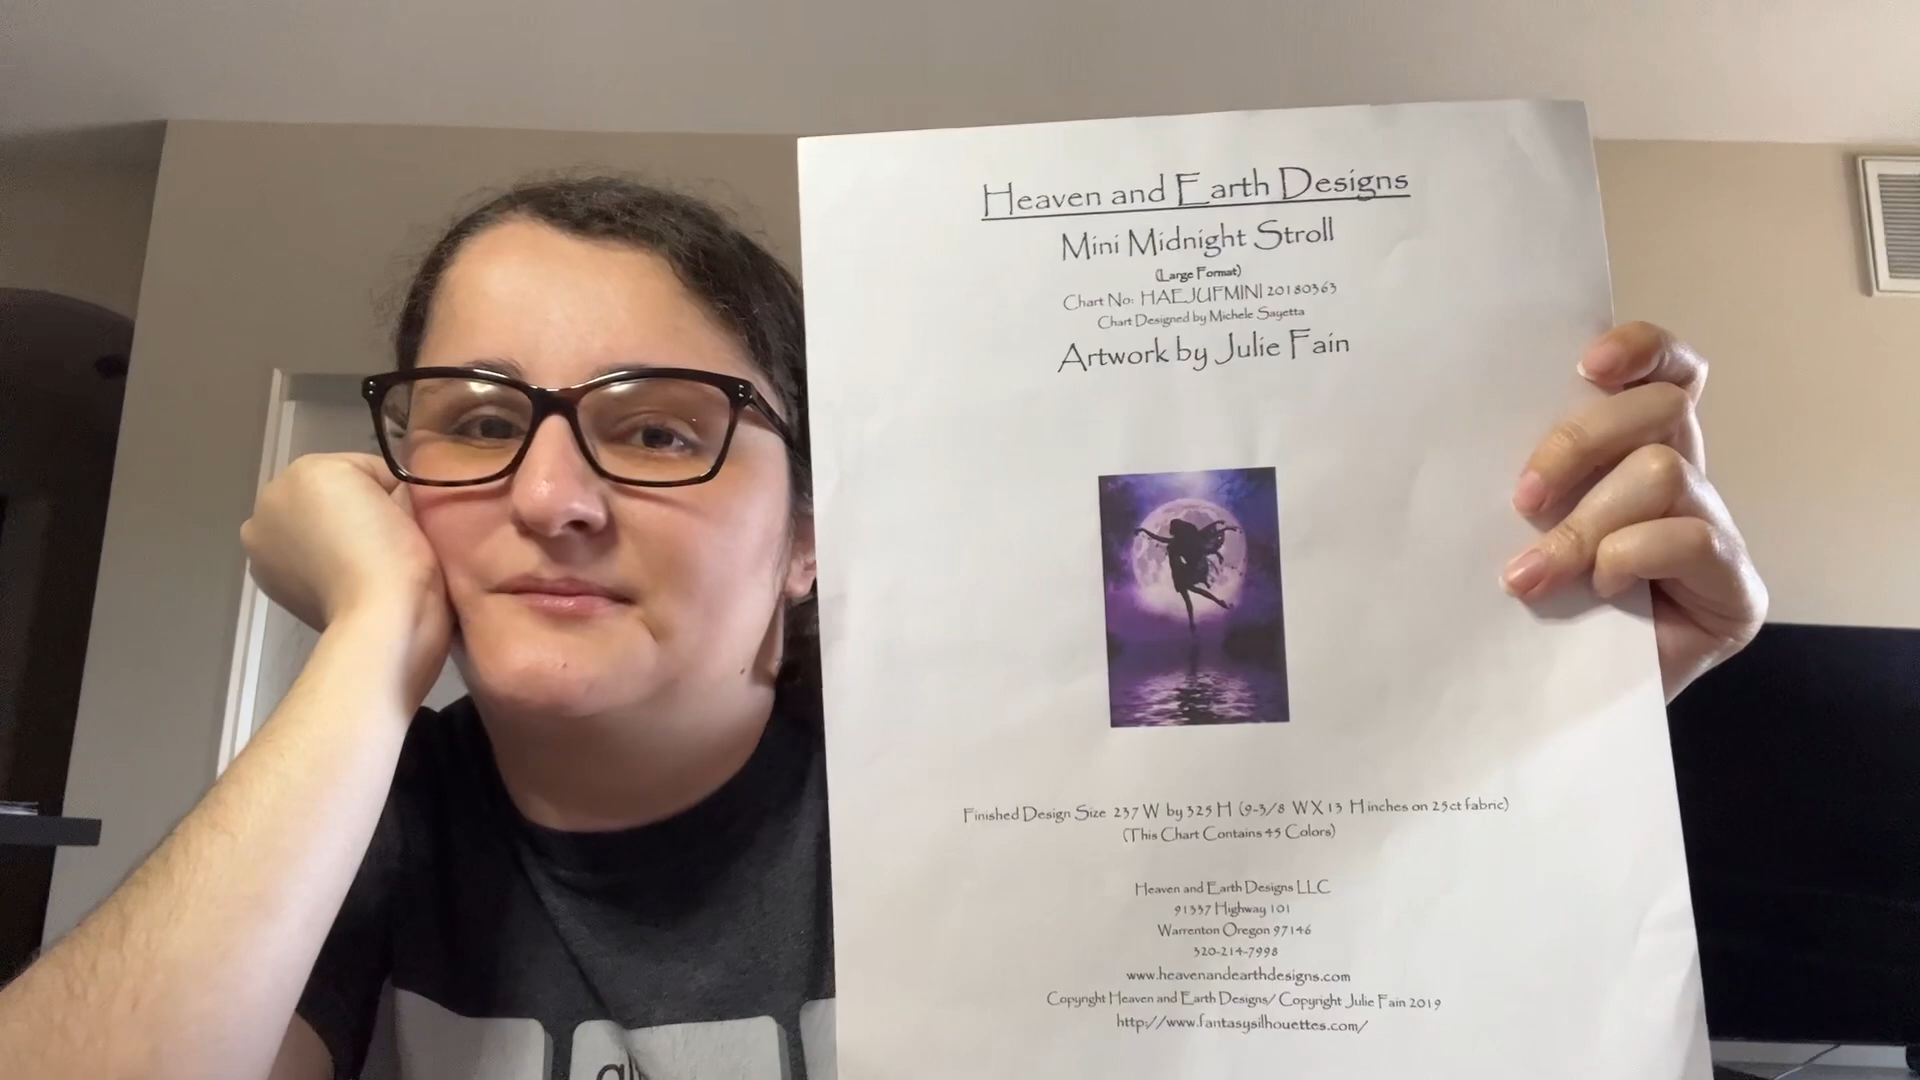 Heaven and Earth Designs
Mini Midnight Stroll
(Large Format)
Chart No: HAEJUFMINI 20180363
Chart Designed by Michele Sayetta
Artwork by Julie Fain
Finished Design Size 237 W by 325 H (9-3/8 W X 13 H inches on 25ct fabric)
(This Chart Contains 45 Colors)
Heaven and Earth Designs LLC
91337 Highway 101
Warrenton Oregon 97146
320-214-7998
www.heavenandearthdesigns.com
Copyright Heaven and Earth Designs/ Copyright Julie Fain 2019
http://www.fantasysilhouettes.com/